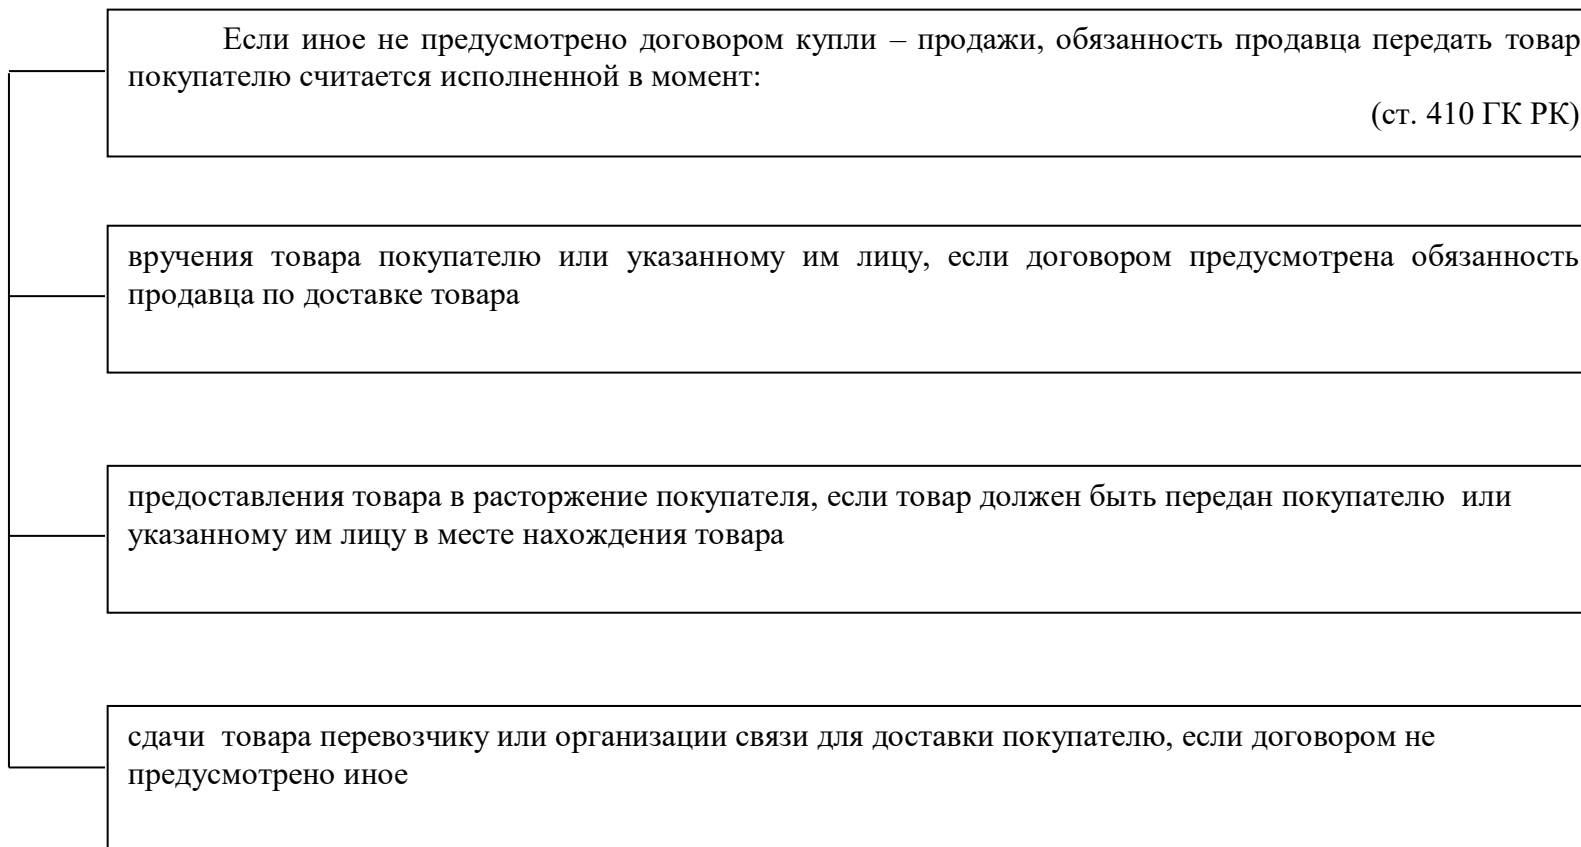 Если иное не предусмотрено договором купли – продажи, обязанность продавца передать товар
покупателю считается исполненной в момент:
(ст. 410 ГК РК)
вручения товара покупателю или указанному им лицу, если договором предусмотрена обязанность
продавца по доставке товара
предоставления товара в расторжение покупателя, если товар должен быть передан покупателю или
указанному им лицу в месте нахождения товара
сдачи товара перевозчику или организации связи для доставки покупателю, если договором не
предусмотрено иное